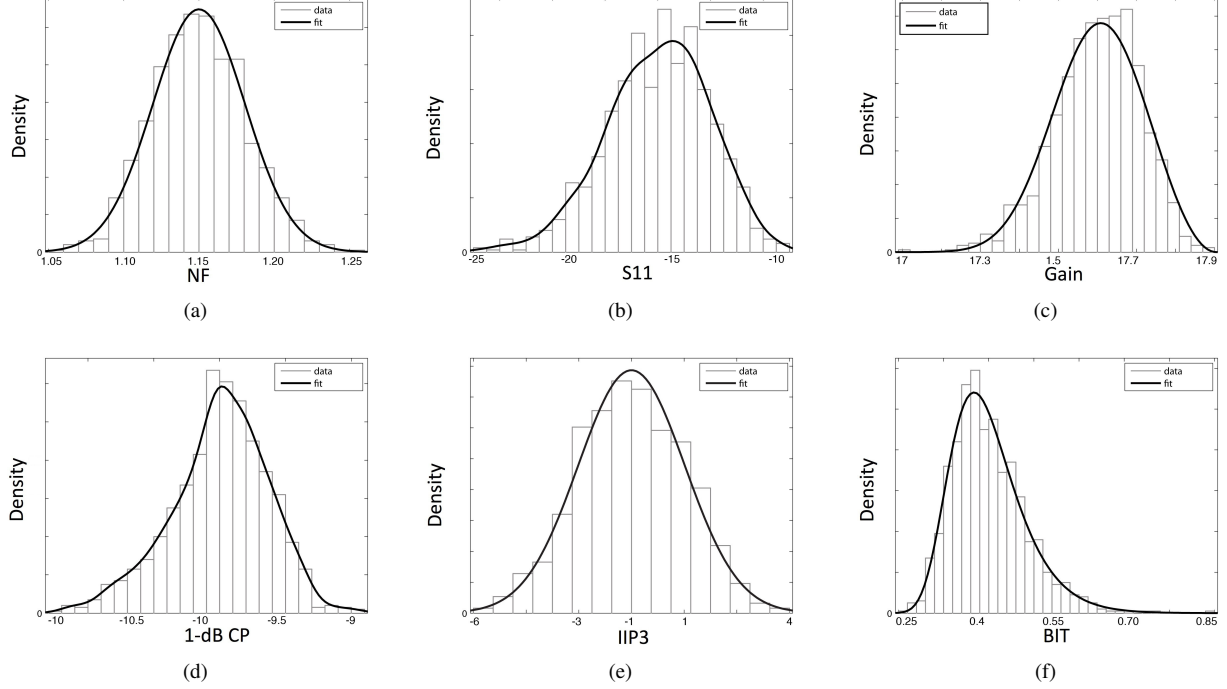 data
fit
Density
0
1.05 1.10 1.15 1.20 1.25
NF
(a)
data
fit
Density
0
-25 -20 -15 -10
S11
(b)
data
fit
Density
0
17 17.3 1.5 17.7 17.9
Gain
(c)
data
fit
Density
0
-10 -10.5 -10 -9.5 -9
1-dB CP
(d)
data
fit
Density
0
-6 -3 -1 1 4
IIP3
(e)
data
fit
Density
0
0.25 0.4 0.55 0.70 0.85
BIT
(f)